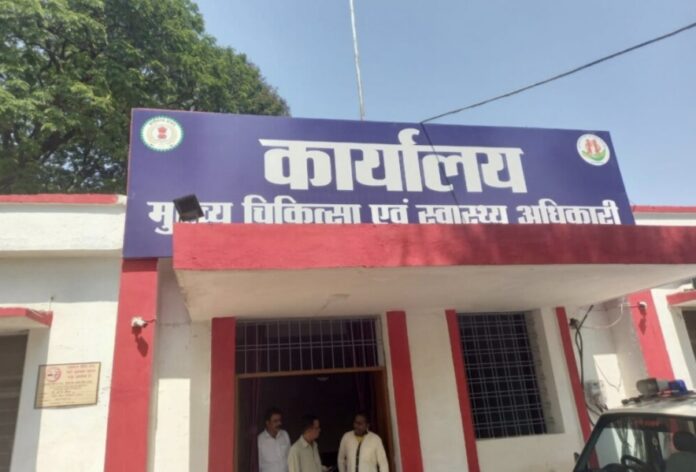 कार्यालय
मुख्य चिकित्सा एवं स्वास्थ्य अधिकारी